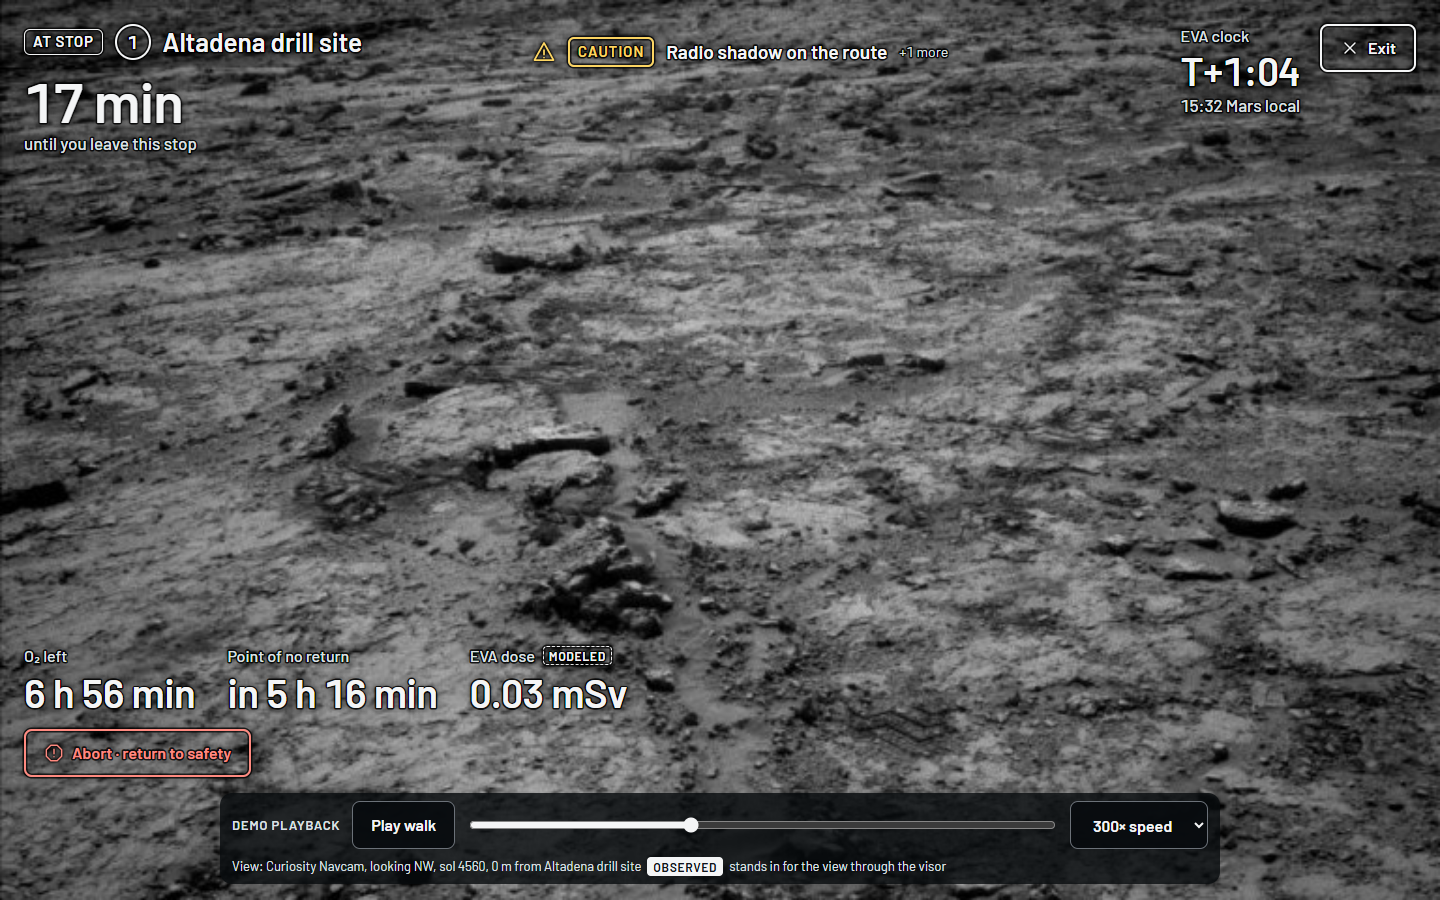 AT STOP 1 Altadena drill site
17 min
until you leave this stop
CAUTION Radio shadow on the route +1 more
EVA clock
T+1:04
15:32 Mars local
Exit
O₂ left
6 h 56 min
Point of no return
in 5 h 16 min
EVA dose MODELED
0.03 mSv
Abort · return to safety
DEMO PLAYBACK Play walk 300× speed
View: Curiosity Navcam, looking NW, sol 4560, 0 m from Altadena drill site OBSERVED stands in for the view through the visor